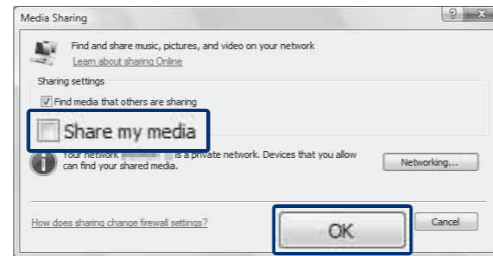 Media Sharing
Find and share music, pictures, and video on your network
Learn about sharing Online
Sharing settings
Find media that others are sharing
Share my media
Your network is a private network. Devices that you allow
can find your shared media.
Networking...
How does sharing change firewall settings?
OK
Cancel